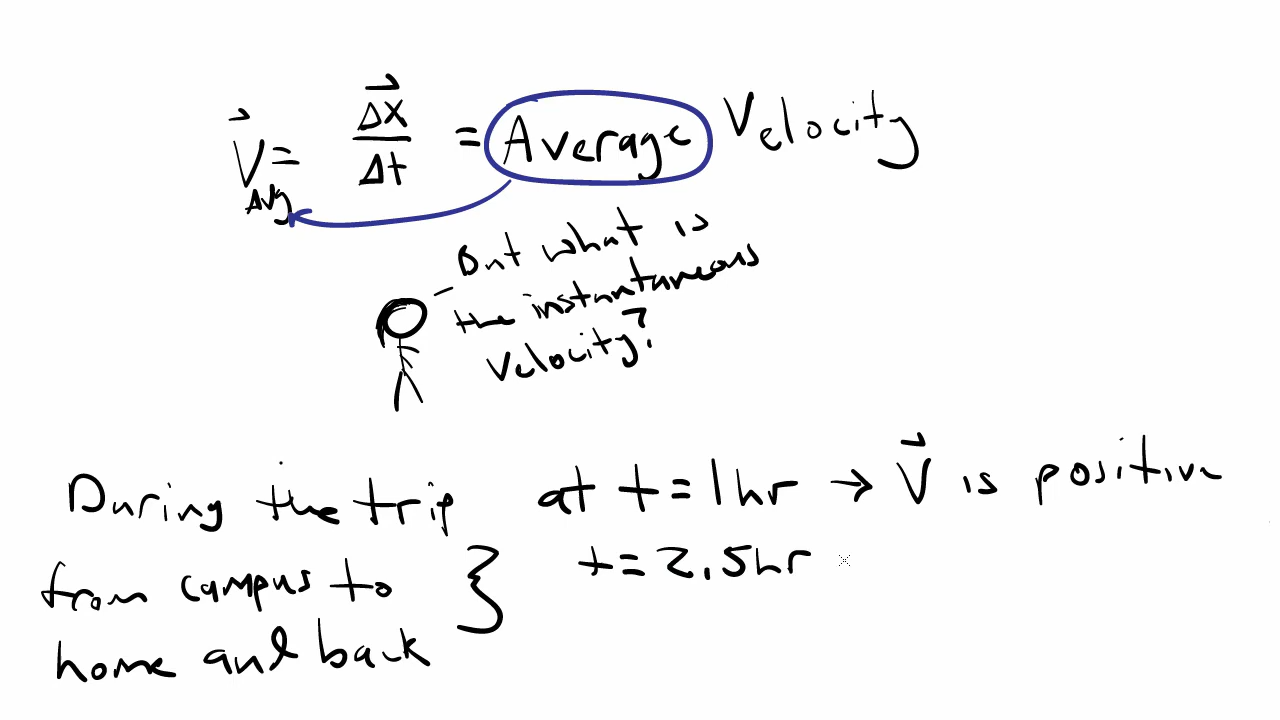 V⃗Avg = Δx⃗/Δt = Average Velocity
But what is
the instantaneous
velocity?
During the trip
from campus to
home and back
at t = 1hr → V⃗ is positive
t = 2.5hr